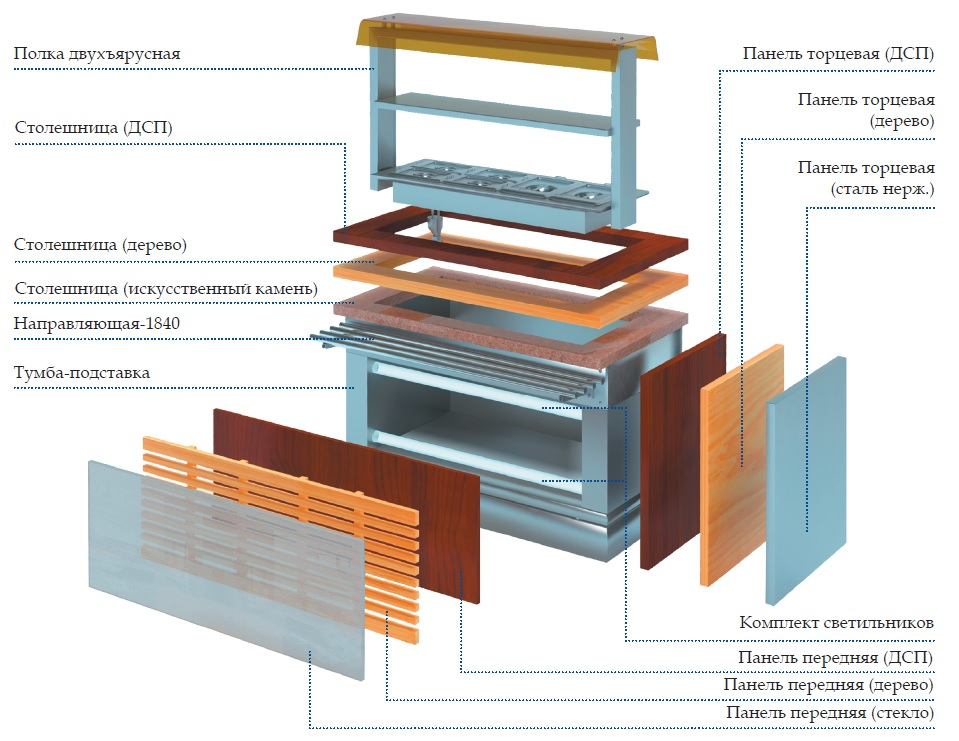 Полка двухъярусная
Столешница (ДСП)
Столешница (дерево)
Столешница (искусственный камень)
Направляющая-1840
Тумба-подставка
Панель торцевая (ДСП)
Панель торцевая
(дерево)
Панель торцевая
(сталь нерж.)
Комплект светильников
Панель передняя (ДСП)
Панель передняя (дерево)
Панель передняя (стекло)